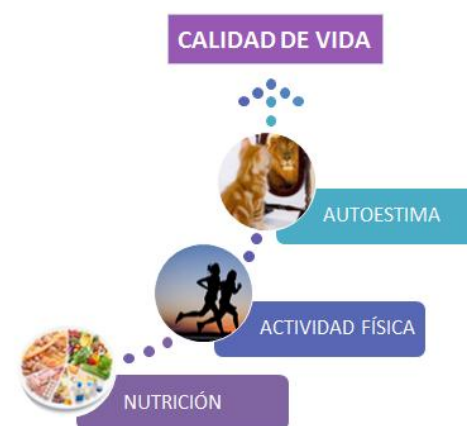 CALIDAD DE VIDA
AUTOESTIMA
ACTIVIDAD FÍSICA
NUTRICIÓN